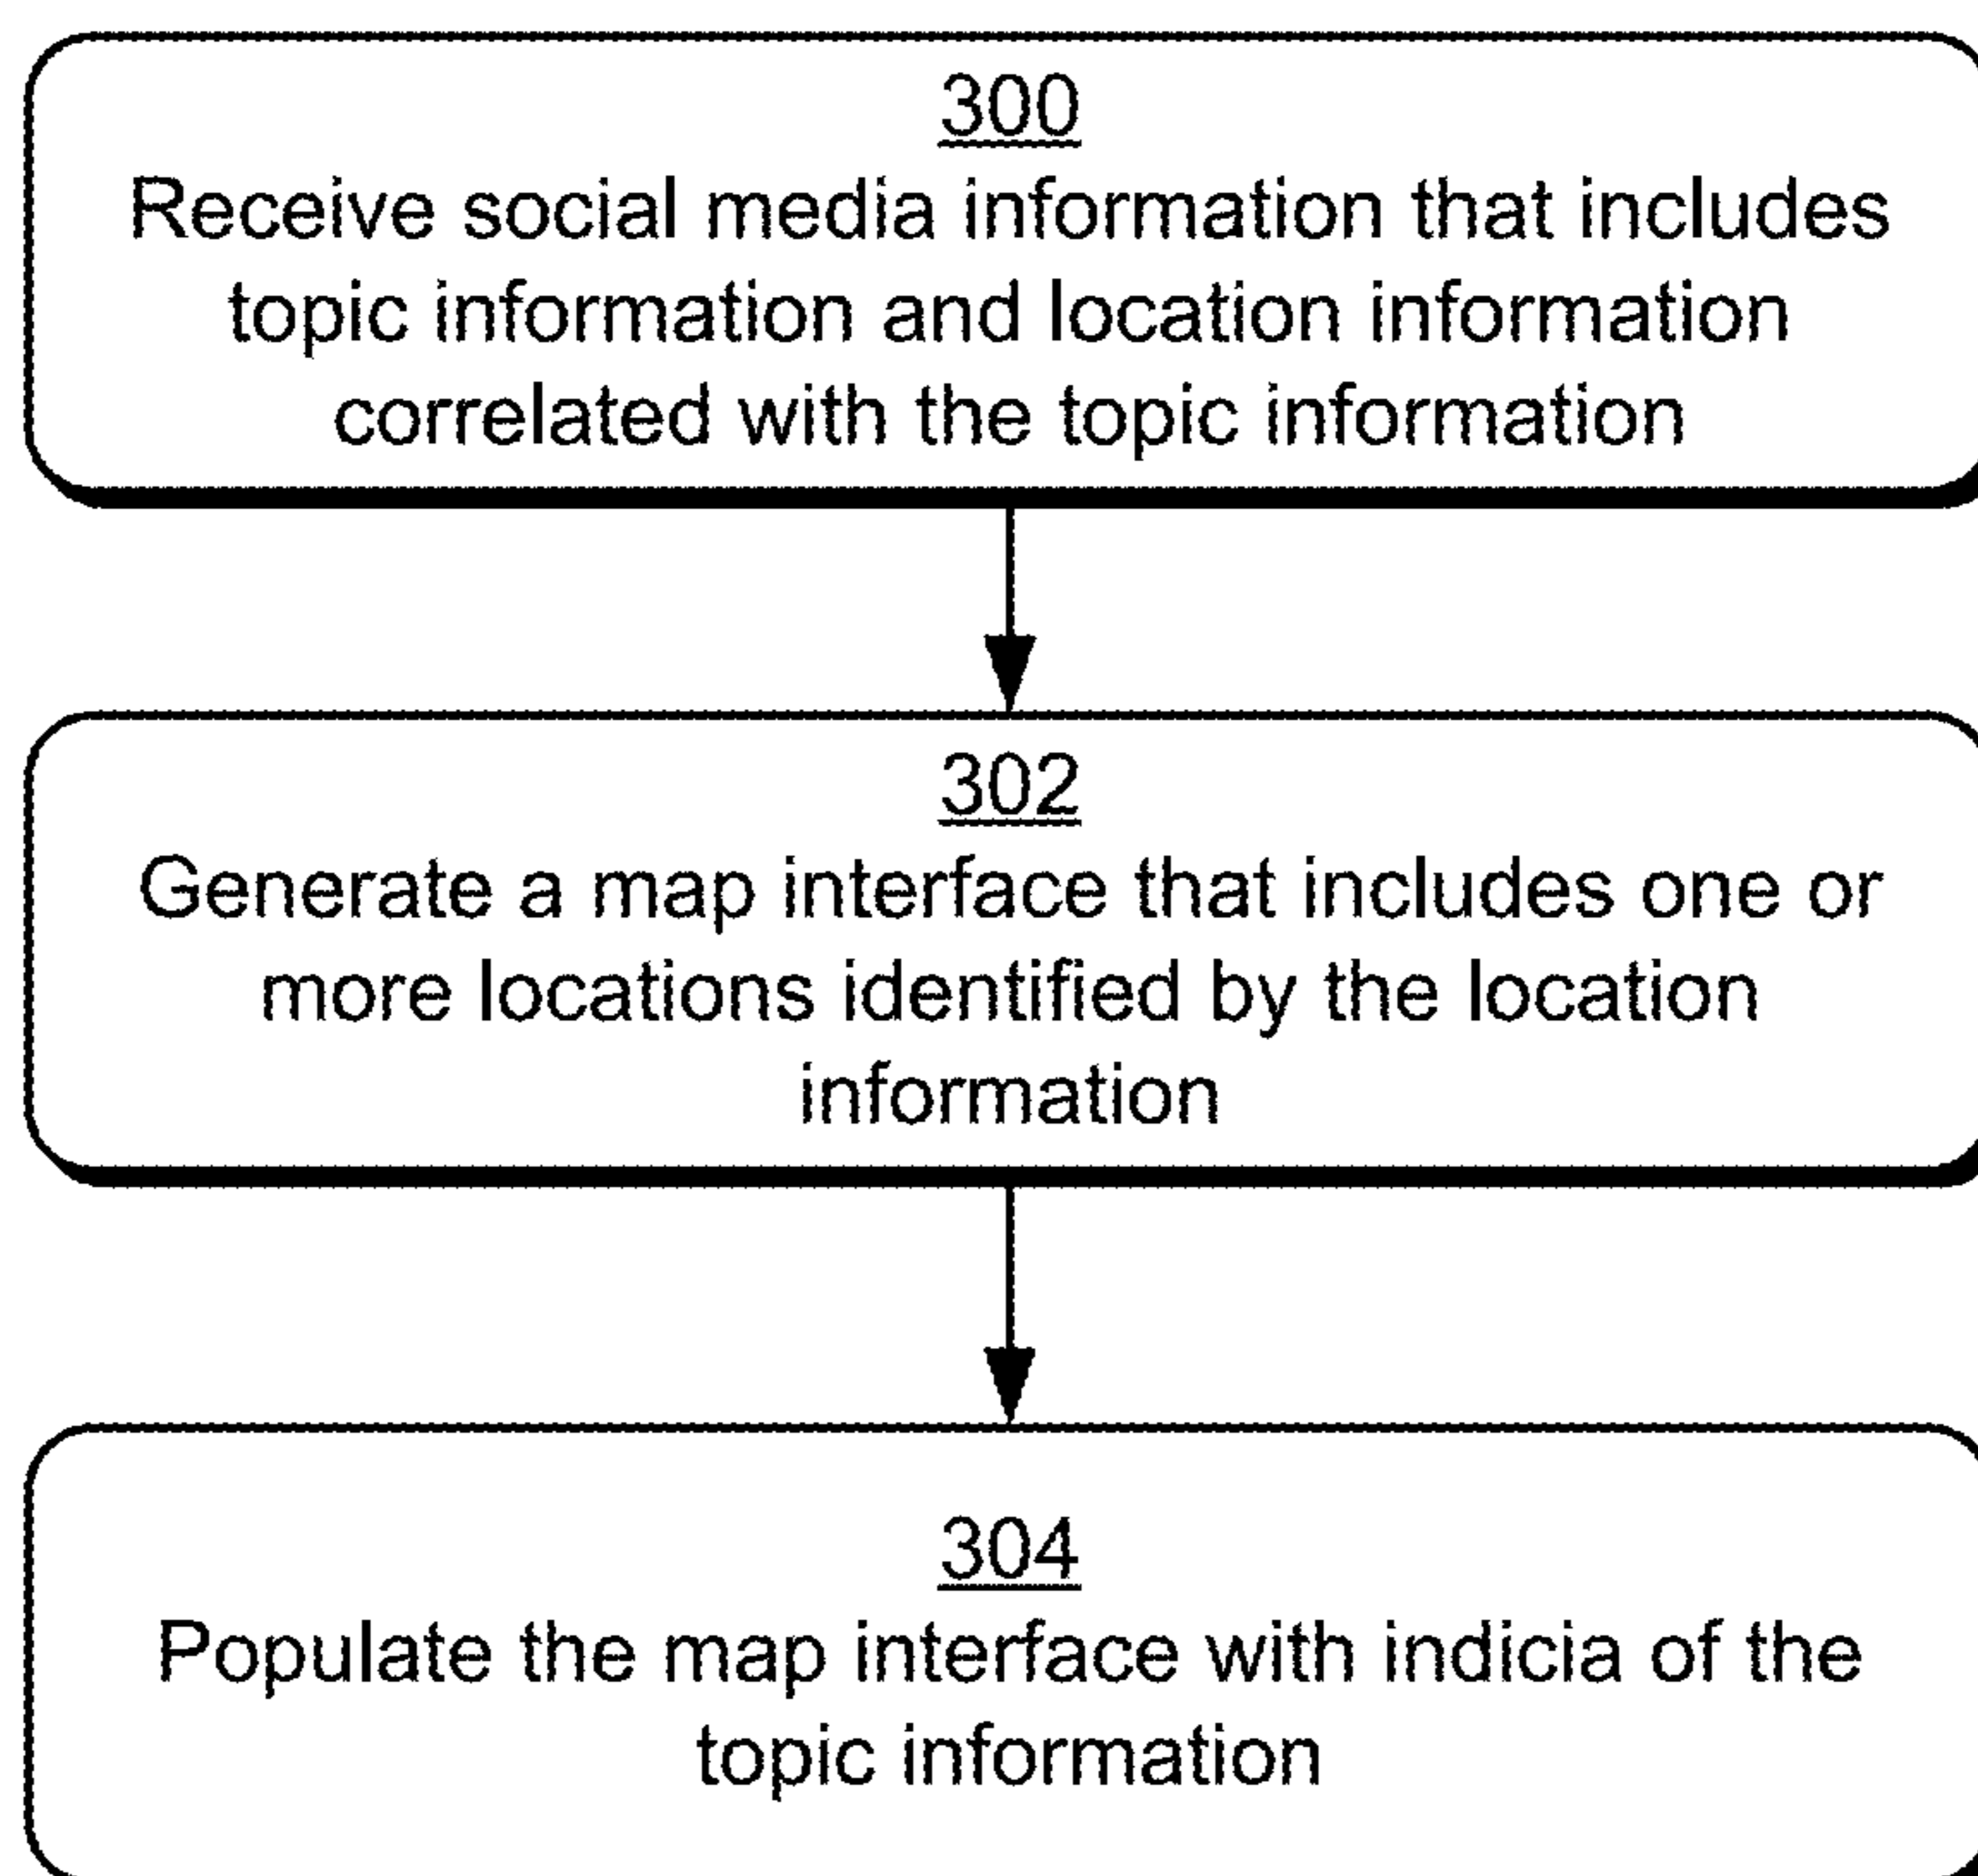 300
Receive social media information that includes
topic information and location information
correlated with the topic information
302
Generate a map interface that includes one or
more locations identified by the location
information
304
Populate the map interface with indicia of the
topic information